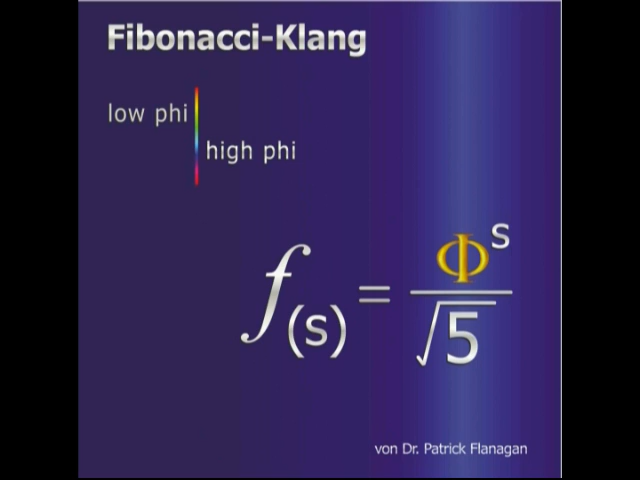 Fibonacci-Klang
low phi
high phi
f(s) = Φ^s / √5
von Dr. Patrick Flanagan